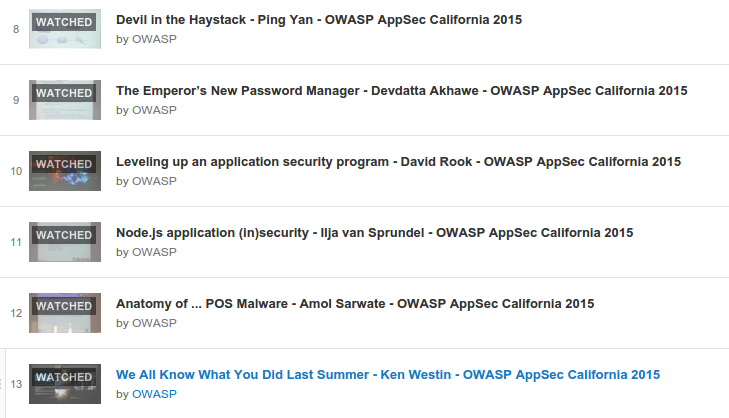 8
WATCHED
Devil in the Haystack - Ping Yan - OWASP AppSec California 2015
by OWASP
9
WATCHED
The Emperor’s New Password Manager - Devdatta Akhawe - OWASP AppSec California 2015
by OWASP
10
WATCHED
Leveling up an application security program - David Rook - OWASP AppSec California 2015
by OWASP
11
WATCHED
Node.js application (in)security - Ilja van Sprundel - OWASP AppSec California 2015
by OWASP
12
WATCHED
Anatomy of ... POS Malware - Amol Sarwate - OWASP AppSec California 2015
by OWASP
13
WATCHED
We All Know What You Did Last Summer - Ken Westin - OWASP AppSec California 2015
by OWASP